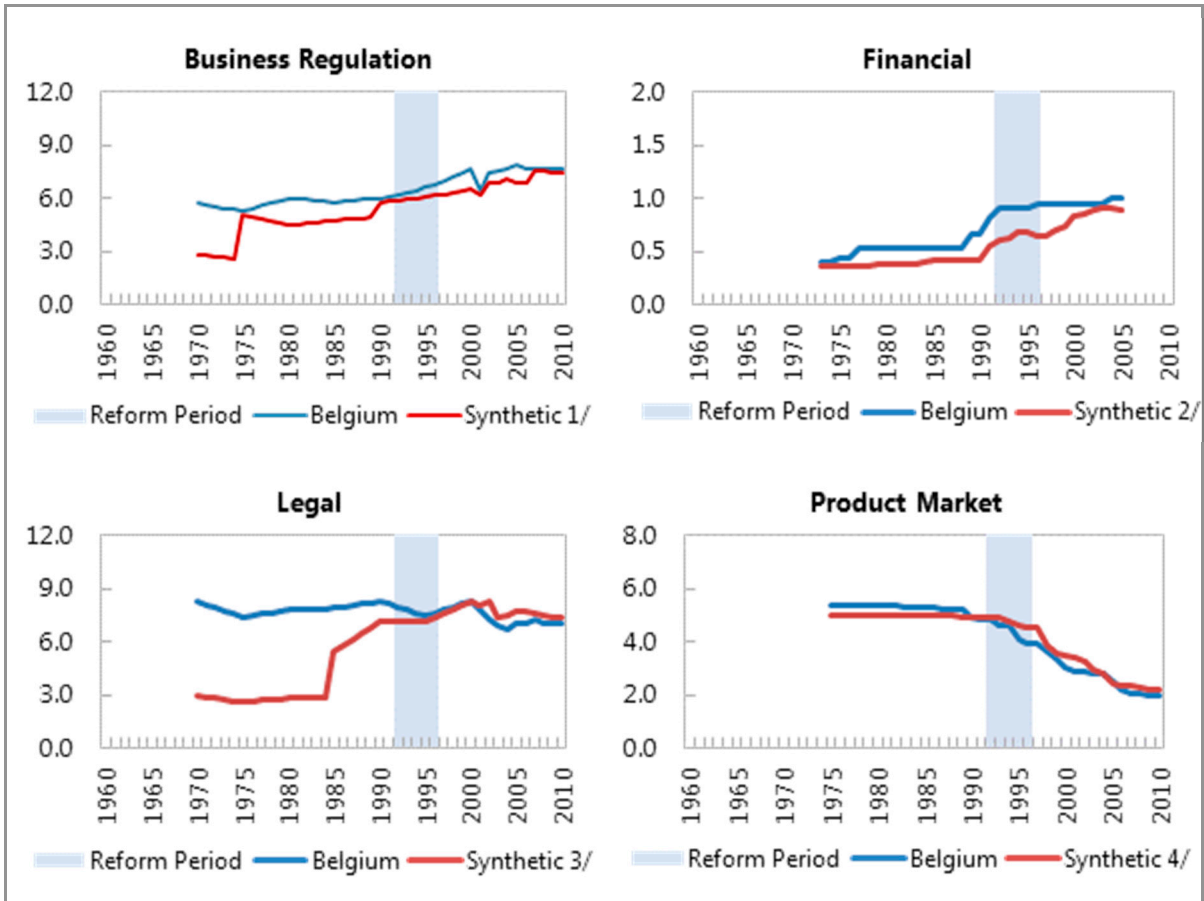 Business Regulation
12.0
9.0
6.0
3.0
0.0
1960 1965 1970 1975 1980 1985 1990 1995 2000 2005 2010
Reform Period Belgium Synthetic 1/
Financial
2.0
1.5
1.0
0.5
0.0
1960 1965 1970 1975 1980 1985 1990 1995 2000 2005 2010
Reform Period Belgium Synthetic 2/
Legal
12.0
9.0
6.0
3.0
0.0
1960 1965 1970 1975 1980 1985 1990 1995 2000 2005 2010
Reform Period Belgium Synthetic 3/
Product Market
8.0
6.0
4.0
2.0
0.0
1960 1965 1970 1975 1980 1985 1990 1995 2000 2005 2010
Reform Period Belgium Synthetic 4/